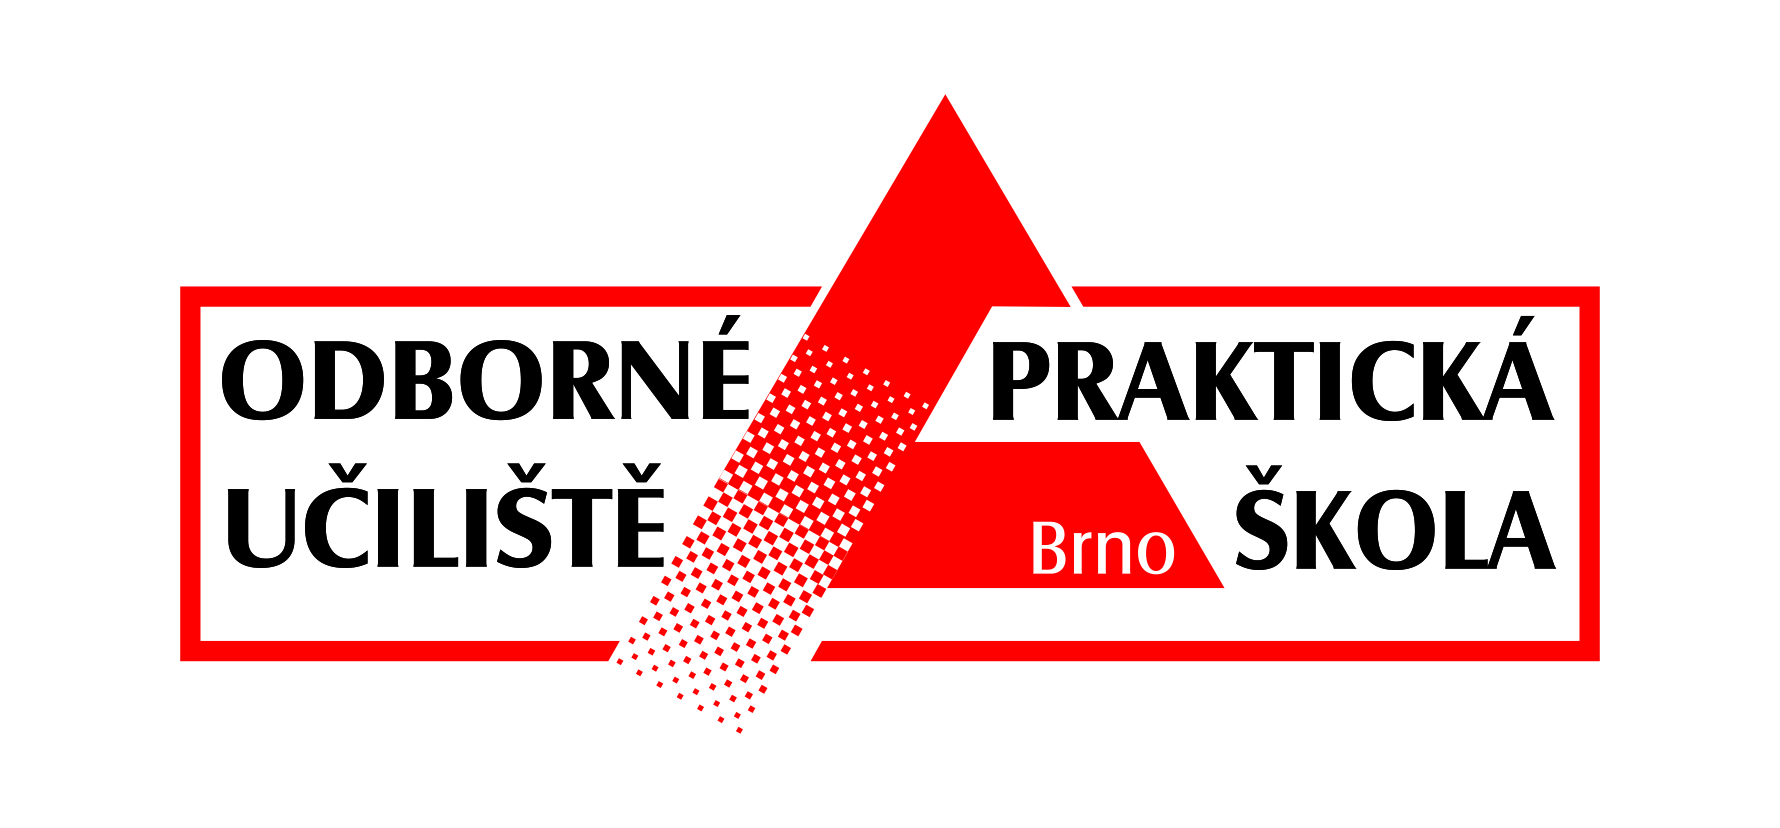 ODBORNÉ
UČILIŠTĚ
A
PRAKTICKÁ
ŠKOLA
Brno